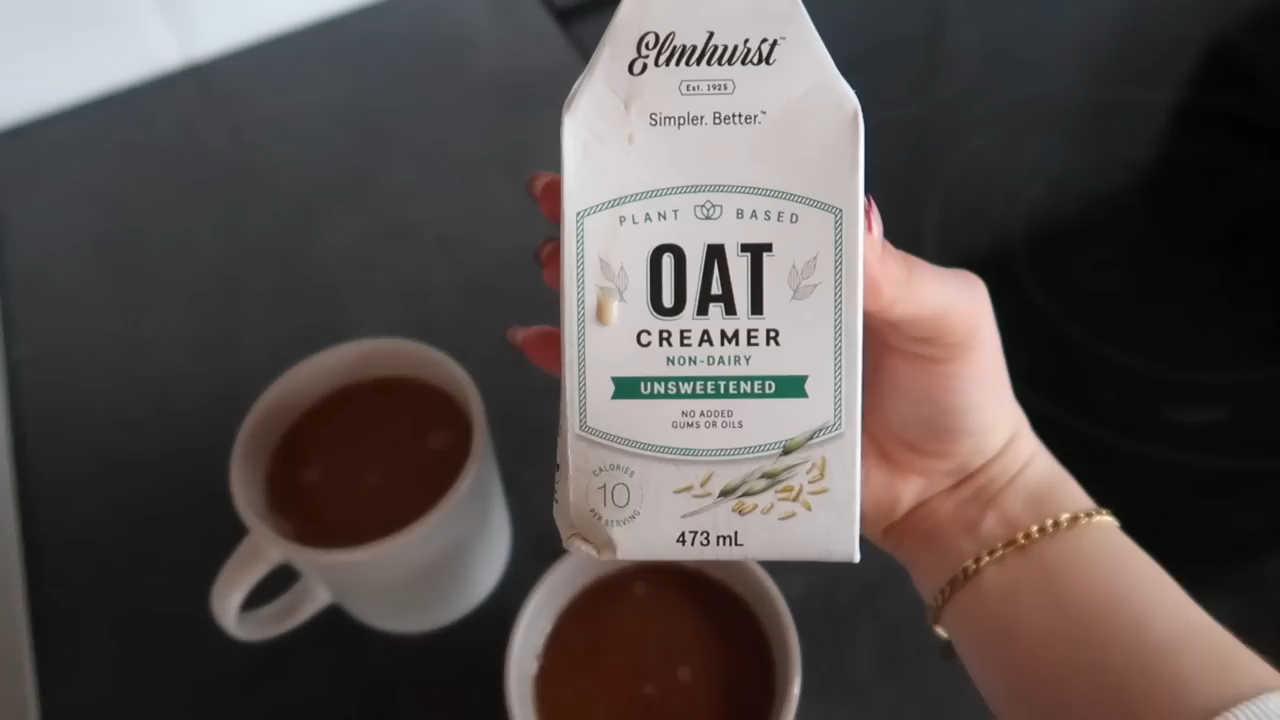 Elmhurst™
Est. 1925
Simpler. Better.™
PLANT BASED
OAT
CREAMER
NON-DAIRY
UNSWEETENED
NO ADDED
GUMS OR OILS
CALORIES
10
PER SERVING
473 mL